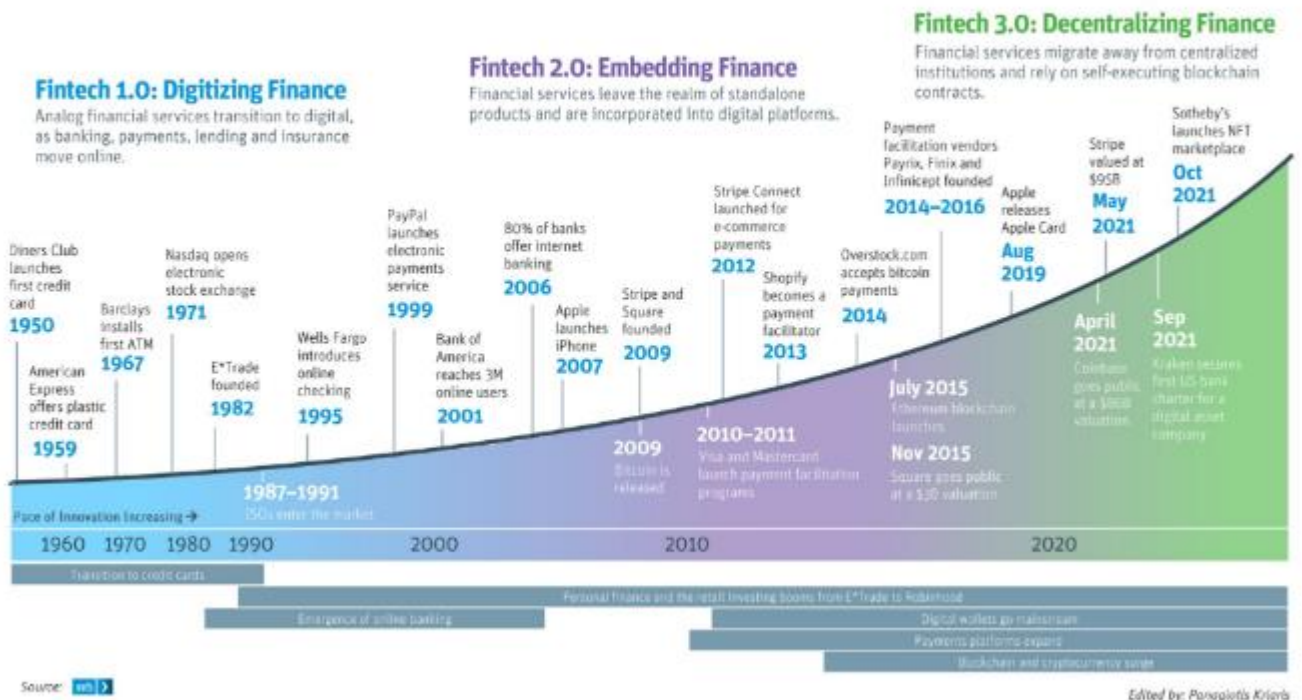 Fintech 3.0: Decentralizing Finance
Financial services migrate away from centralized
institutions and rely on self-executing blockchain
contracts.
Fintech 2.0: Embedding Finance
Financial services leave the realm of standalone
products and are incorporated into digital platforms.
Fintech 1.0: Digitizing Finance
Analog financial services transition to digital,
as banking, payments, lending and insurance
move online.
Diners Club
launches
first credit
card
1950
American
Express
offers plastic
credit card
1959
Barclays
installs
first ATM
1967
Nasdaq opens
electronic
stock exchange
1971
E*Trade
founded
1982
1987–1991
ISOs enter the market
Wells Fargo
introduces
online
checking
1995
PayPal
launches
electronic
payments
service
1999
Bank of
America
reaches 3M
online users
2001
80% of banks
offer internet
banking
2006
Apple
launches
iPhone
2007
Stripe and
Square
founded
2009
2009
Bitcoin is
released
2010–2011
Visa and Mastercard
launch payment facilitation
programs
Stripe Connect
launched for
e-commerce
payments
2012
Shopify
becomes a
payment
facilitator
2013
Overstock.com
accepts bitcoin
payments
2014
Payment
facilitation vendors
Payrix, Finix and
Infinicept founded
2014–2016
July 2015
Ethereum blockchain
launches
Nov 2015
Square goes public
at a $30 valuation
Apple
releases
Apple Card
Aug
2019
April
2021
Coinbase
goes public
at a
valuation
Stripe
valued at
$95B
May
2021
Sep
2021
Kraken secures
first US bank
charter for a
digital asset
company
Sotheby's
launches NFT
marketplace
Oct
2021
Pace of Innovation Increasing →
1960 1970 1980 1990 2000 2010 2020
Transition to credit cards
Personal finance and the retail investing booms from E*Trade to Robinhood
Emergence of online banking
Digital wallets go mainstream
Payments platforms expand
Blockchain and cryptocurrency surge
Source:
Edited by: Panagiotis Kriaris